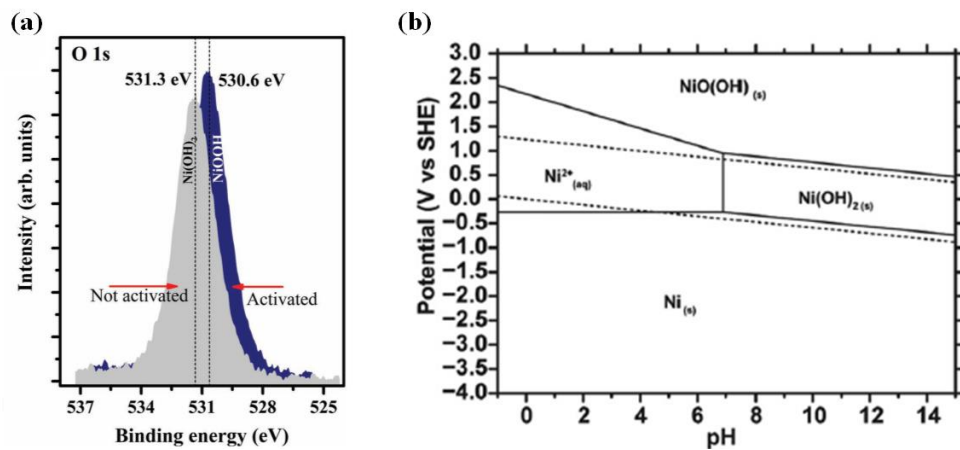 (a)
O 1s
531.3 eV
530.6 eV
Ni(OH)2
NiOOH
Not activated
Activated
Intensity (arb. units)
537 534 531 528 525
Binding energy (eV)
(b)
Potential (V vs SHE)
3.0
2.5
2.0
1.5
1.0
0.5
0.0
−0.5
−1.0
−1.5
−2.0
−2.5
−3.0
−3.5
−4.0
NiO(OH) (s)
Ni2+(aq)
Ni(OH)2 (s)
Ni(s)
0 2 4 6 8 10 12 14
pH